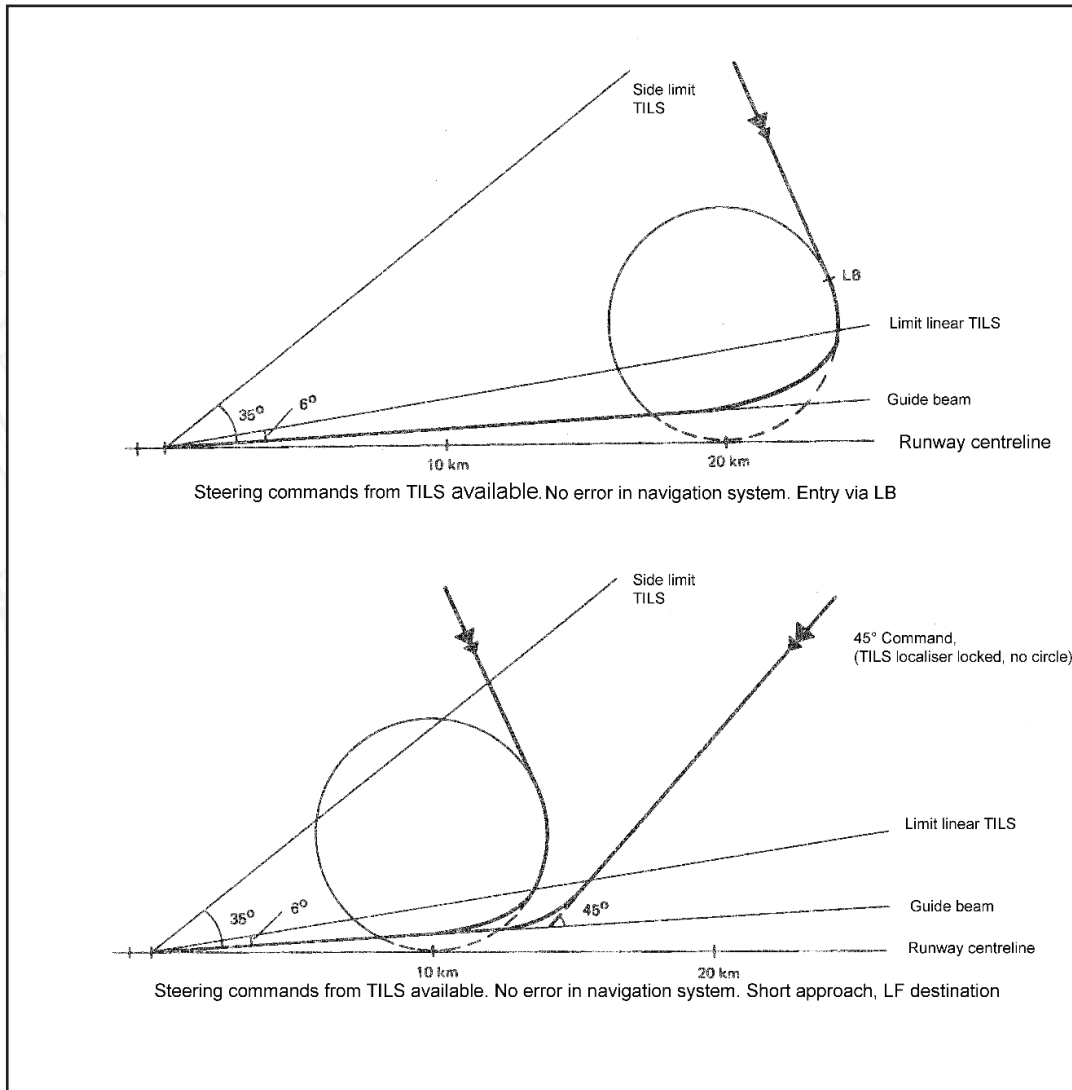 Side limit
TILS
LB
Limit linear TILS
35°
6°
Guide beam
Runway centreline
10 km
20 km
Steering commands from TILS available. No error in navigation system. Entry via LB
Side limit
TILS
45° Command,
(TILS localiser locked, no circle)
Limit linear TILS
35°
6°
45°
Guide beam
Runway centreline
10 km
20 km
Steering commands from TILS available. No error in navigation system. Short approach, LF destination